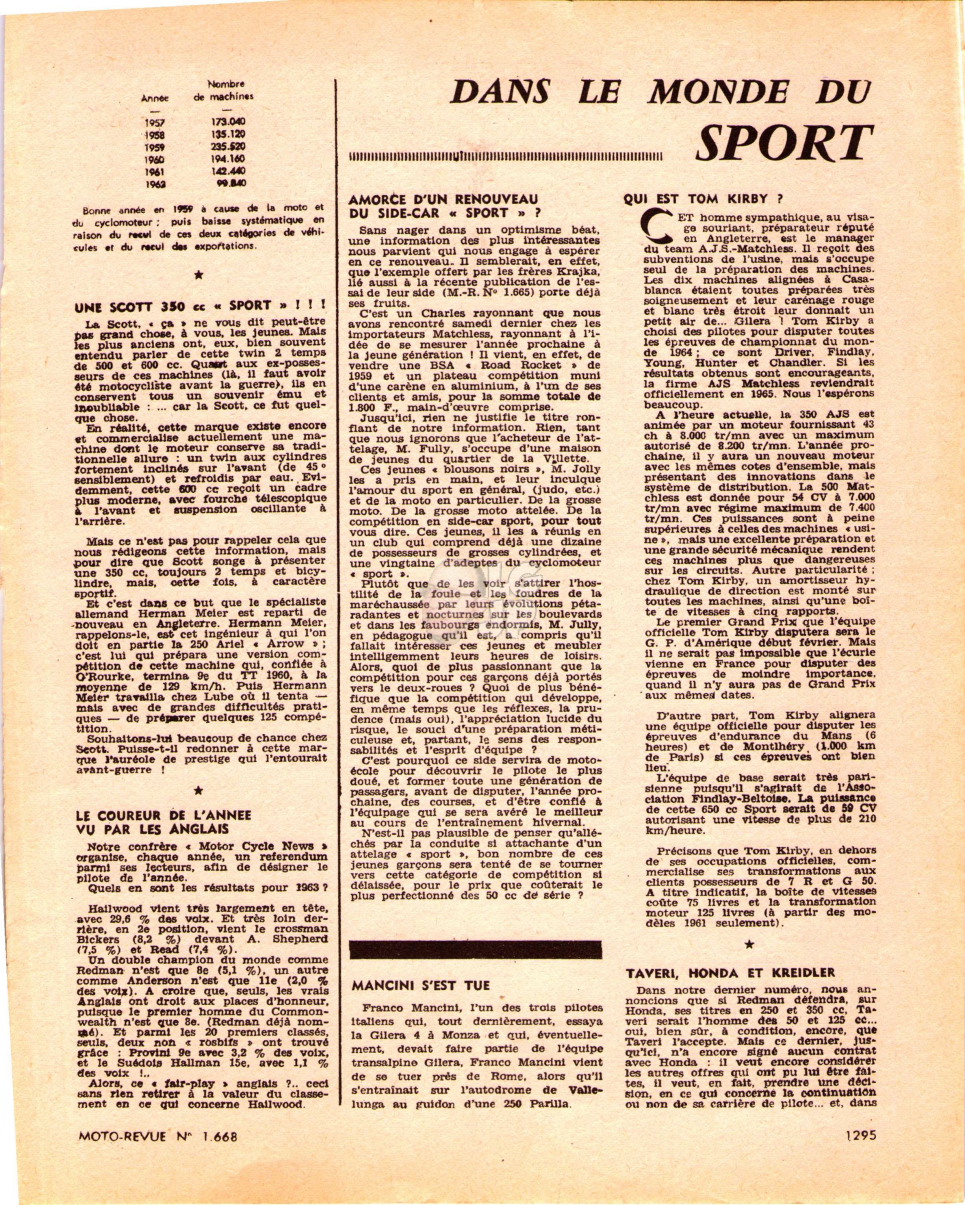 Nombre
Année de machines
— —
1957 173.040
1958 135.120
1959 235.520
1960 194.160
1961 142.440
1962 99.840
Bonne année en 1959 à cause de la moto et
du cyclomoteur ; puis baisse systématique en
raison du recul de ces deux catégories de véhi-
cules et du recul des exportations.
★
UNE SCOTT 350 cc « SPORT » ! ! !
La Scott, « ça » ne vous dit peut-être
pas grand chose, à vous, les jeunes. Mais
les plus anciens ont, eux, bien souvent
entendu parler de cette twin 2 temps
de 500 et 600 cc. Quant aux ex-posses-
seurs de ces machines (là, il faut avoir
été motocycliste avant la guerre), ils en
conservent tous un souvenir ému et
inoubliable : ... car la Scott, ce fut quel-
que chose.
En réalité, cette marque existe encore
et commercialise actuellement une ma-
chine dont le moteur conserve sa tradi-
tionnelle allure : un twin aux cylindres
fortement inclinés sur l'avant (de 45°
sensiblement) et refroidis par eau. Evi-
demment, cette 600 cc reçoit un cadre
plus moderne, avec fourche télescopique
à l'avant et suspension oscillante à
l'arrière.
Mais ce n'est pas pour rappeler cela que
nous rédigeons cette information, mais
pour dire que Scott songe à présenter
une 350 cc, toujours 2 temps et bicy-
lindre, mais, cette fois, à caractère
sportif.
Et c'est dans ce but que le spécialiste
allemand Herman Meier est reparti de
nouveau en Angleterre. Hermann Meier,
rappelons-le, est cet ingénieur à qui l'on
doit en partie la 250 Ariel « Arrow » ;
c'est lui qui prépara une version com-
pétition de cette machine qui, confiée à
O'Rourke, termina 9e du TT 1960, à la
moyenne de 129 km/h. Puis Hermann
Meier travailla chez Lube où il tenta —
mais avec de grandes difficultés prati-
ques — de préparer quelques 125 compé-
tition.
Souhaitons-lui beaucoup de chance chez
Scott. Puisse-t-il redonner à cette mar-
que l'auréole de prestige qui l'entourait
avant-guerre !
★
LE COUREUR DE L'ANNEE
VU PAR LES ANGLAIS
Notre confrère « Motor Cycle News »
organise, chaque année, un referendum
parmi ses lecteurs, afin de désigner le
pilote de l'année.
Quels en sont les résultats pour 1963 ?
Hailwood vient très largement en tête,
avec 29,6 % des voix. Et très loin der-
rière, en 2e position, vient le crossman
Bickers (8,2 %) devant A. Shepherd
(7,5 %) et Read (7,4 %).
Un double champion du monde comme
Redman n'est que 8e (5,1 %), un autre
comme Anderson n'est que 11e (2,0 %
des voix). A croire que, seuls, les vrais
Anglais ont droit aux places d'honneur,
puisque le premier homme du Common-
wealth n'est que 8e. (Redman déjà nom-
mé). Et parmi les 20 premiers classés,
seuls, deux non « rosbifs » ont trouvé
grâce : Provini 9e avec 3,2 % des voix,
et le Suédois Hallman 15e, avec 1,1 %
des voix !..
Alors, ce « fair-play » anglais ?.. ceci
sans rien retirer à la valeur du classe-
ment en ce qui concerne Hailwood.
DANS LE MONDE DU
SPORT
AMORCE D'UN RENOUVEAU
DU SIDE-CAR « SPORT » ?
Sans nager dans un optimisme béat,
une information des plus intéressantes
nous parvient qui nous engage à espérer
en ce renouveau. Il semblerait, en effet,
que l'exemple offert par les frères Krajka,
lié aussi à la récente publication de l'es-
sai de leur side (M.-R. N° 1.665) porte déjà
ses fruits.
C'est un Charles rayonnant que nous
avons rencontré samedi dernier chez les
importateurs Matchless, rayonnant à l'i-
dée de se mesurer l'année prochaine à
la jeune génération ! Il vient, en effet, de
vendre une BSA « Road Rocket » de
1959 et un plateau compétition muni
d'une carène en aluminium, à l'un de ses
clients et amis, pour la somme totale de
1.800 F., main-d'œuvre comprise.
Jusqu'ici, rien ne justifie le titre ron-
flant de notre information. Rien, tant
que nous ignorons que l'acheteur de l'at-
telage, M. Fully, s'occupe d'une maison
de jeunes du quartier de la Villette.
Ces jeunes « blousons noirs », M. Jolly
les a pris en main, et leur inculque
l'amour du sport en général, (judo, etc.)
et de la moto en particulier. De la grosse
moto. De la grosse moto attelée. De la
compétition en side-car sport, pour tout
vous dire. Ces jeunes, il les a réunis en
un club qui comprend déjà une dizaine
de possesseurs de grosses cylindrées, et
une vingtaine d'adeptes du cyclomoteur
« sport ».
Plutôt que de les voir s'attirer l'hos-
tilité de la foule et les foudres de la
maréchaussée par leurs évolutions péta-
radantes et nocturnes sur les boulevards
et dans les faubourgs endormis, M. Jully,
en pédagogue qu'il est, a compris qu'il
fallait intéresser ces jeunes et meubler
intelligemment leurs heures de loisirs.
Alors, quoi de plus passionnant que la
compétition pour ces garçons déjà portés
vers le deux-roues ? Quoi de plus béné-
fique que la compétition qui développe,
en même temps que les réflexes, la pru-
dence (mais oui), l'appréciation lucide du
risque, le souci d'une préparation méti-
culeuse et, partant, le sens des respon-
sabilités et l'esprit d'équipe ?
C'est pourquoi ce side servira de moto-
école pour découvrir le pilote le plus
doué, et former toute une génération de
passagers, avant de disputer, l'année pro-
chaine, des courses, et d'être confié à
l'équipage qui se sera avéré le meilleur
au cours de l'entraînement hivernal.
N'est-il pas plausible de penser qu'allé-
chés par la conduite si attachante d'un
attelage « sport », bon nombre de ces
jeunes garçons sera tenté de se tourner
vers cette catégorie de compétition si
délaissée, pour le prix que coûterait le
plus perfectionné des 50 cc de série ?
MANCINI S'EST TUE
Franco Mancini, l'un des trois pilotes
italiens qui, tout dernièrement, essaya
la Gilera 4 à Monza et qui, éventuelle-
ment, devait faire partie de l'équipe
transalpino Gilera, Franco Mancini vient
de se tuer près de Rome, alors qu'il
s'entraînait sur l'autodrome de Valle-
lunga au guidon d'une 250 Parilla.
QUI EST TOM KIRBY ?
CET homme sympathique, au visa-
ge souriant, préparateur réputé
en Angleterre, est le manager
du team A.J.S.-Matchless. Il reçoit des
subventions de l'usine, mais s'occupe
seul de la préparation des machines.
Les dix machines alignées à Casa-
blanca étaient toutes préparées très
soigneusement et leur carénage rouge
et blanc très étroit leur donnait un
petit air de... Gilera ! Tom Kirby a
choisi des pilotes pour disputer toutes
les épreuves de championnat du mon-
de 1964 ; ce sont Driver, Findlay,
Young, Hunter et Chandler. Si les
résultats obtenus sont encourageants,
la firme AJS Matchless reviendrait
officiellement en 1965. Nous l'espérons
beaucoup.
A l'heure actuelle, la 350 AJS est
animée par un moteur fournissant 43
ch à 8.000 tr/mn avec un maximum
autorisé de 8.200 tr/mn. L'année pro-
chaine, il y aura un nouveau moteur
avec les mêmes cotes d'ensemble, mais
présentant des innovations dans le
système de distribution. La 500 Mat-
chless est donnée pour 54 CV à 7.000
tr/mn avec régime maximum de 7.400
tr/mn. Ces puissances sont à peine
supérieures à celles des machines « usi-
ne », mais une excellente préparation et
une grande sécurité mécanique rendent
ces machines plus que dangereuses
sur les circuits. Autre particularité ;
chez Tom Kirby, un amortisseur hy-
draulique de direction est monté sur
toutes les machines, ainsi qu'une boî-
te de vitesses à cinq rapports.
Le premier Grand Prix que l'équipe
officielle Tom Kirby disputera sera le
G. P. d'Amérique début février. Mais
il ne serait pas impossible que l'écurie
vienne en France pour disputer des
épreuves de moindre importance,
quand il n'y aura pas de Grand Prix
aux mêmes dates.
D'autre part, Tom Kirby alignera
une équipe officielle pour disputer les
épreuves d'endurance du Mans (6
heures) et de Montlhéry (1.000 km
de Paris) si ces épreuves ont bien
lieu.
L'équipe de base serait très pari-
sienne puisqu'il s'agirait de l'Asso-
ciation Findlay-Beltoise. La puissance
de cette 650 cc Sport serait de 59 CV
autorisant une vitesse de plus de 210
km/heure.
Précisons que Tom Kirby, en dehors
de ses occupations officielles, com-
mercialise ses transformations aux
clients possesseurs de 7 R et G 50.
A titre indicatif, la boîte de vitesses
coûte 75 livres et la transformation
moteur 125 livres (à partir des mo-
dèles 1961 seulement).
★
TAVERI, HONDA ET KREIDLER
Dans notre dernier numéro, nous an-
noncions que si Redman défendra, sur
Honda, ses titres en 250 et 350 cc, Ta-
veri serait l'homme des 50 et 125 cc...
oui, bien sûr, à condition, encore, que
Taveri l'accepte. Mais ce dernier, jus-
qu'ici, n'a encore signé aucun contrat
avec Honda : il veut encore considérer
les autres offres qui ont pu lui être fai-
tes, il veut, en fait, prendre une déci-
sion, en ce qui concerne la continuation
ou non de sa carrière de pilote... et, dans
MOTO-REVUE N° 1.668
1295